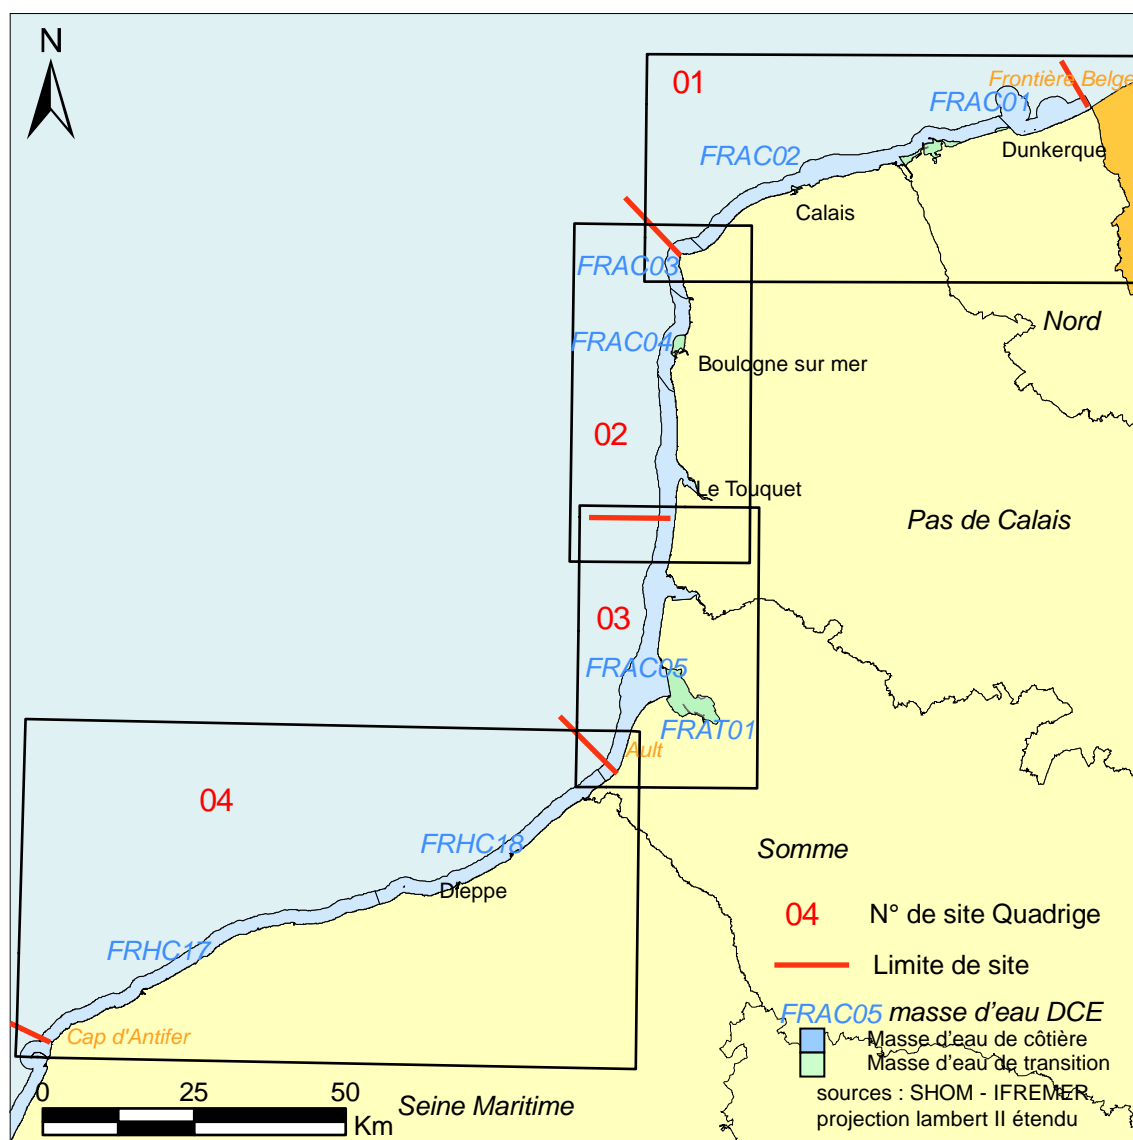 N
01
Frontière Belge
FRAC01
FRAC02
Dunkerque
Calais
FRAC03
Nord
FRAC04
Boulogne sur mer
02
Le Touquet
Pas de Calais
03
FRAC05
FRAT01
Ault
04
FRHC18
Somme
Dieppe
04 N° de site Quadrige
FRHC17
Limite de site
FRAC05 masse d'eau DCE
Cap d'Antifer
Masse d'eau de côtière
Masse d'eau de transition
0 25 50
sources : SHOM - IFREMER
Km
Seine Maritime
projection lambert II étendu